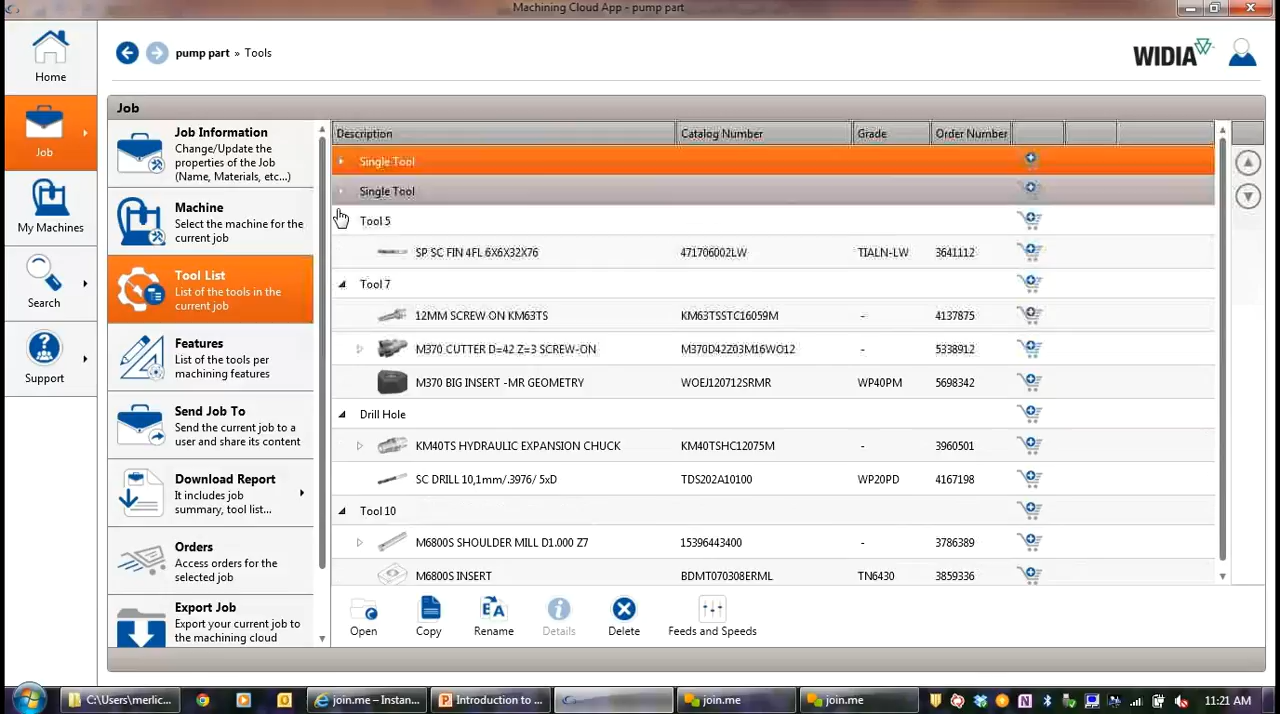 Machining Cloud App - pump part
Home
Job
My Machines
Search
Support
pump part » Tools
WIDIA
Job
Job Information
Change/Update the
properties of the Job
(Name, Materials, etc...)
Machine
Select the machine for the
current job
Tool List
List of the tools in the
current job
Features
List of the tools per
machining features
Send Job To
Send the current job to a
user and share its content
Download Report
It includes job
summary, tool list...
Orders
Access orders for the
selected job
Export Job
Export your current job to
the machining cloud
Description Catalog Number Grade Order Number
Single Tool
Single Tool
Tool 5
SP SC FIN 4FL 6X6X32X76 471706002LW TIALN-LW 3641112
Tool 7
12MM SCREW ON KM63TS KM63TSSTC16059M - 4137875
M370 CUTTER D=42 Z=3 SCREW-ON M370D42Z03M16WO12 - 5338912
M370 BIG INSERT -MR GEOMETRY WOEJ120712SRMR WP40PM 5698342
Drill Hole
KM40TS HYDRAULIC EXPANSION CHUCK KM40TSHC12075M - 3960501
SC DRILL 10,1mm/.3976/ 5xD TDS202A10100 WP20PD 4167198
Tool 10
M6800S SHOULDER MILL D1.000 Z7 15396443400 - 3786389
M6800S INSERT BDMT070308ERML TN6430 3859336
Open Copy Rename Details Delete Feeds and Speeds
C:\Users\merlic... join.me – Instan... Introduction to ... join.me join.me 11:21 AM